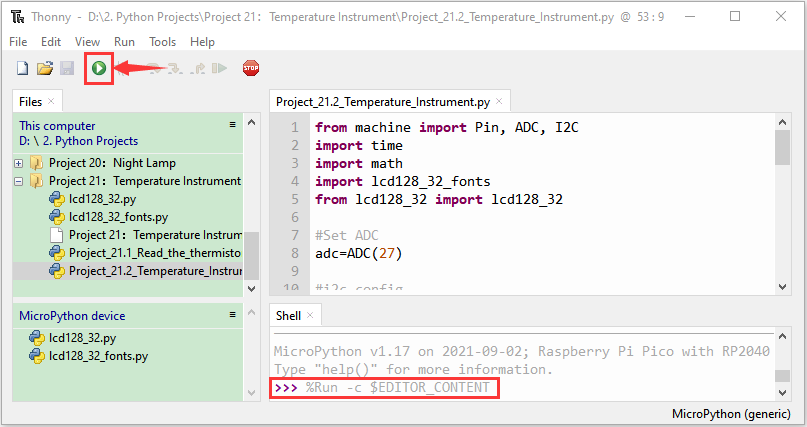 Thonny - D:\2. Python Projects\Project 21: Temperature Instrument\Project_21.2_Temperature_Instrument.py @ 53 : 9
File Edit View Run Tools Help
STOP
Files
This computer
D: \ 2. Python Projects
Project 20: Night Lamp
Project 21: Temperature Instrument
lcd128_32.py
lcd128_32_fonts.py
Project 21: Temperature Instrum
Project_21.1_Read_the_thermisto
Project_21.2_Temperature_Instrur
MicroPython device
lcd128_32.py
lcd128_32_fonts.py
Project_21.2_Temperature_Instrument.py
1 from machine import Pin, ADC, I2C
2 import time
3 import math
4 import lcd128_32_fonts
5 from lcd128_32 import lcd128_32
6
7 #Set ADC
8 adc=ADC(27)
9
10 #i2c config
Shell
MicroPython v1.17 on 2021-09-02; Raspberry Pi Pico with RP2040
Type "help()" for more information.
>>> %Run -c $EDITOR_CONTENT
MicroPython (generic)